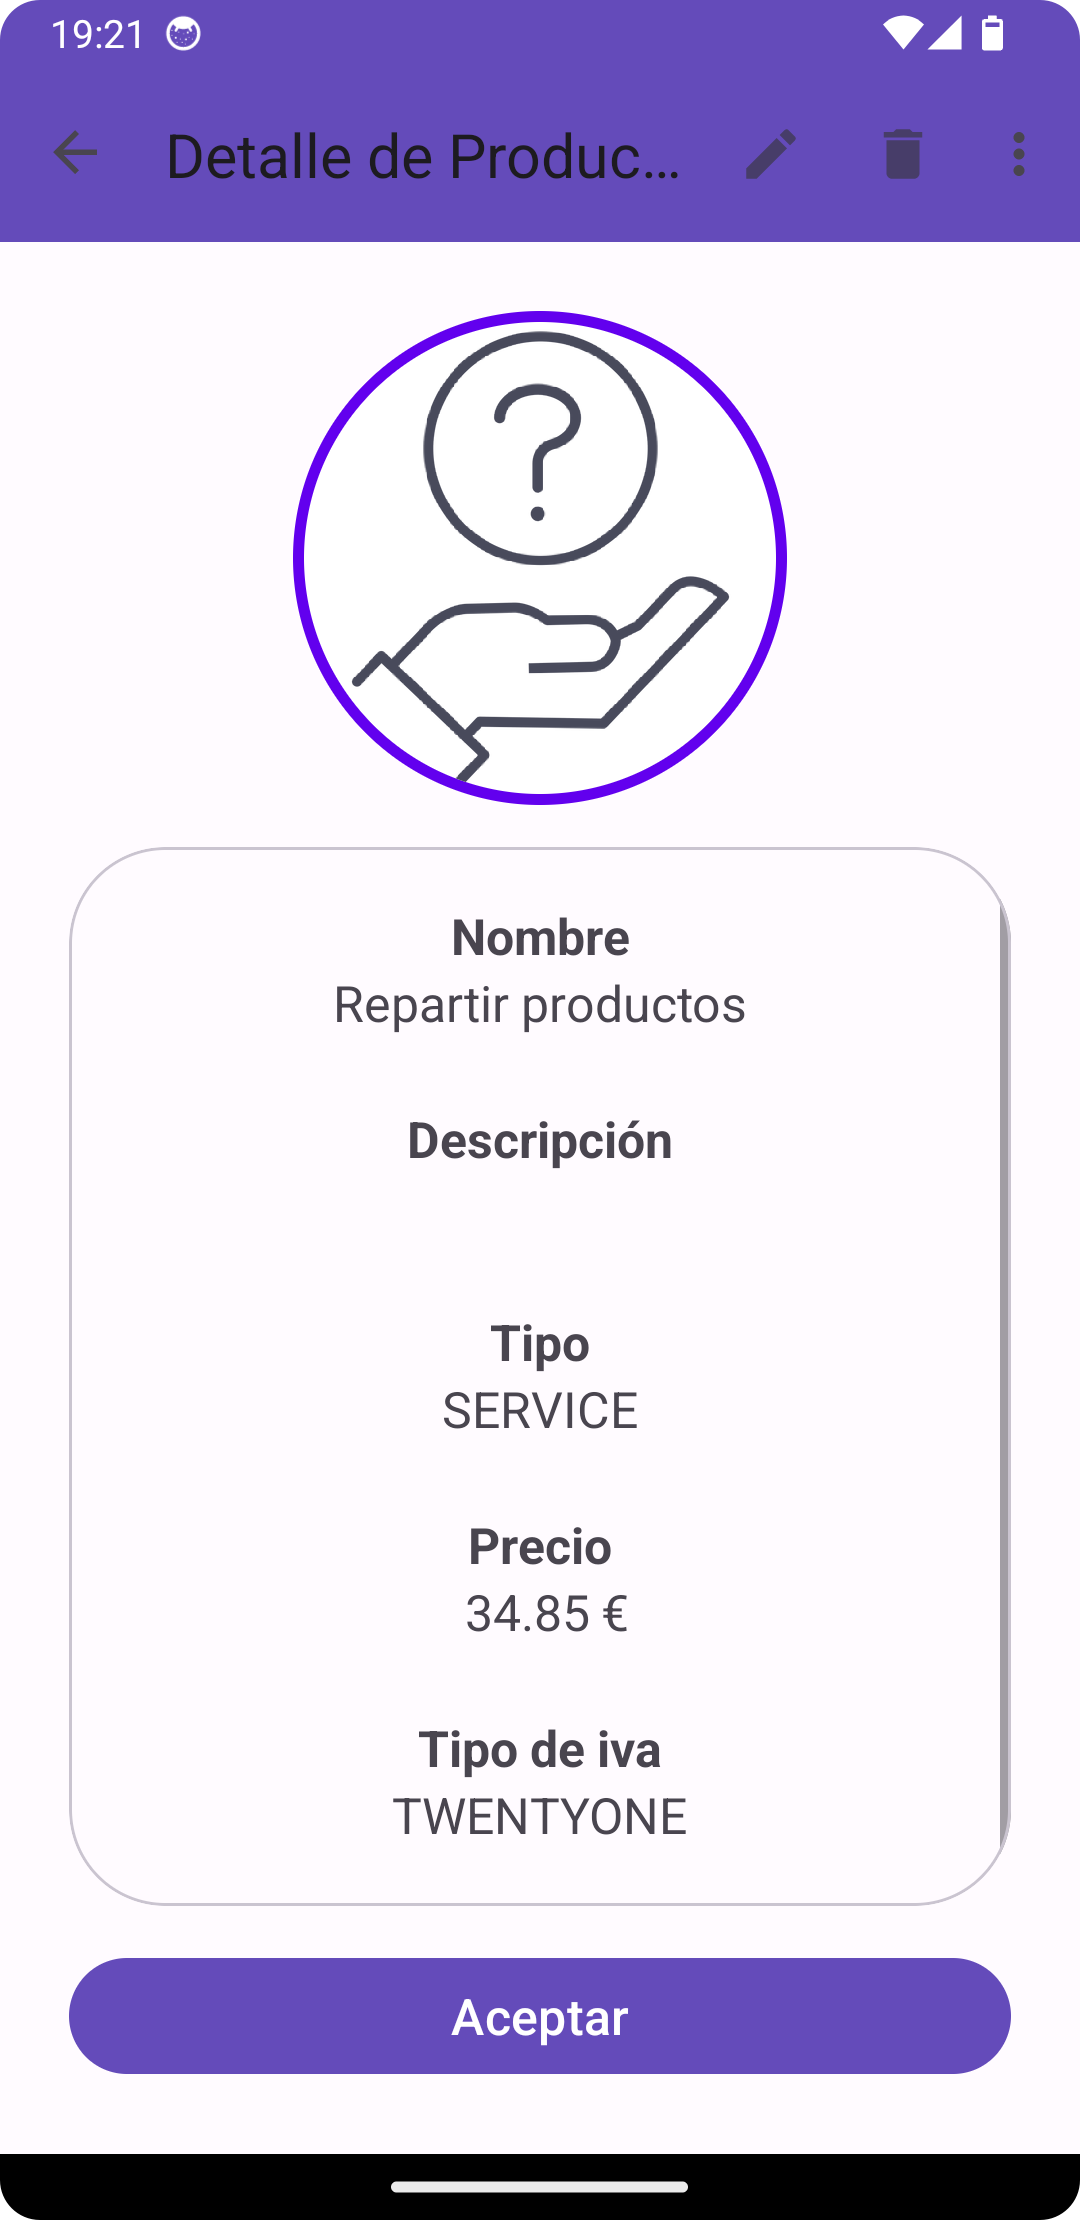 19:21
Detalle de Produc...
?
Nombre
Repartir productos
Descripción
Tipo
SERVICE
Precio
34.85 €
Tipo de iva
TWENTYONE
Aceptar